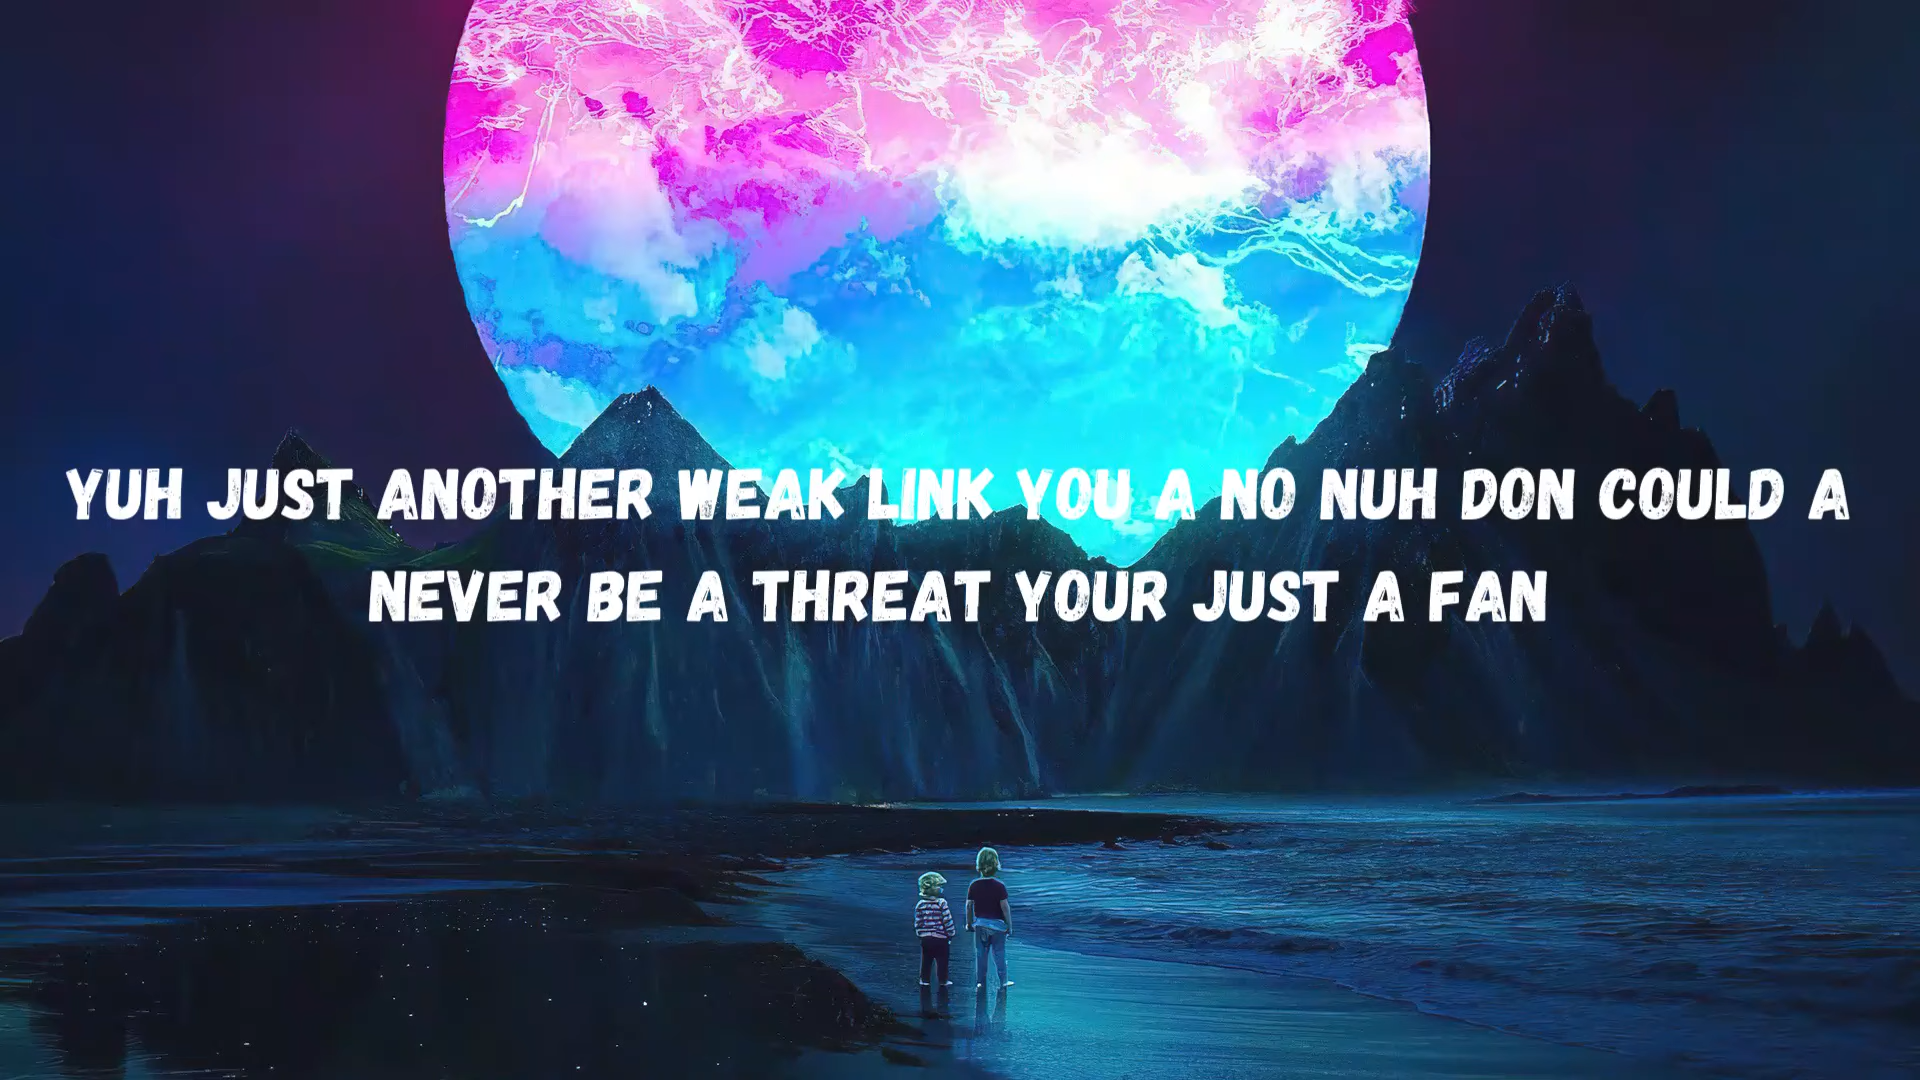 YUH JUST ANOTHER WEAK LINK YOU A NO NUH DON COULD A
NEVER BE A THREAT YOUR JUST A FAN